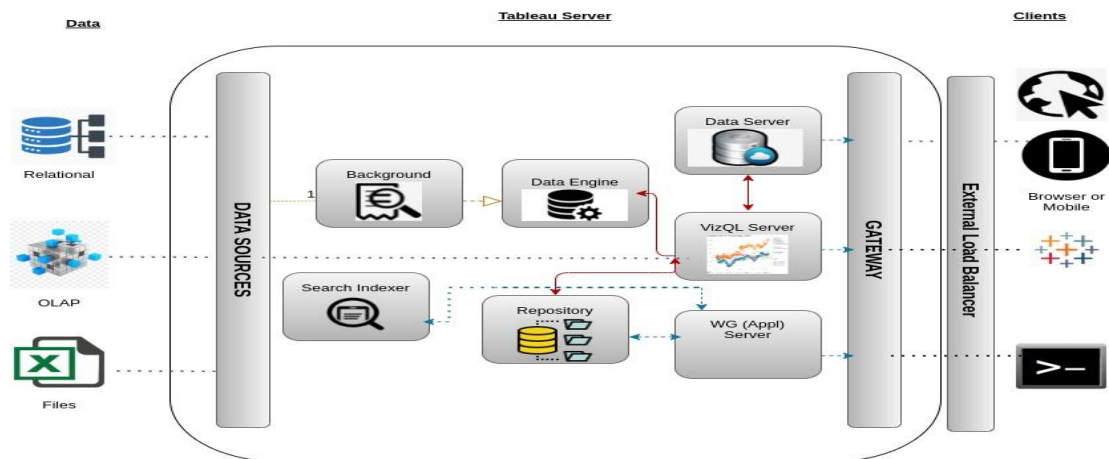 Data
Tableau Server
Clients
Relational
OLAP
Files
DATA SOURCES
1
Background
Data Engine
Data Server
VizQL Server
Search Indexer
Repository
WG (Appl)
Server
GATEWAY
External Load Balancer
Browser or
Mobile